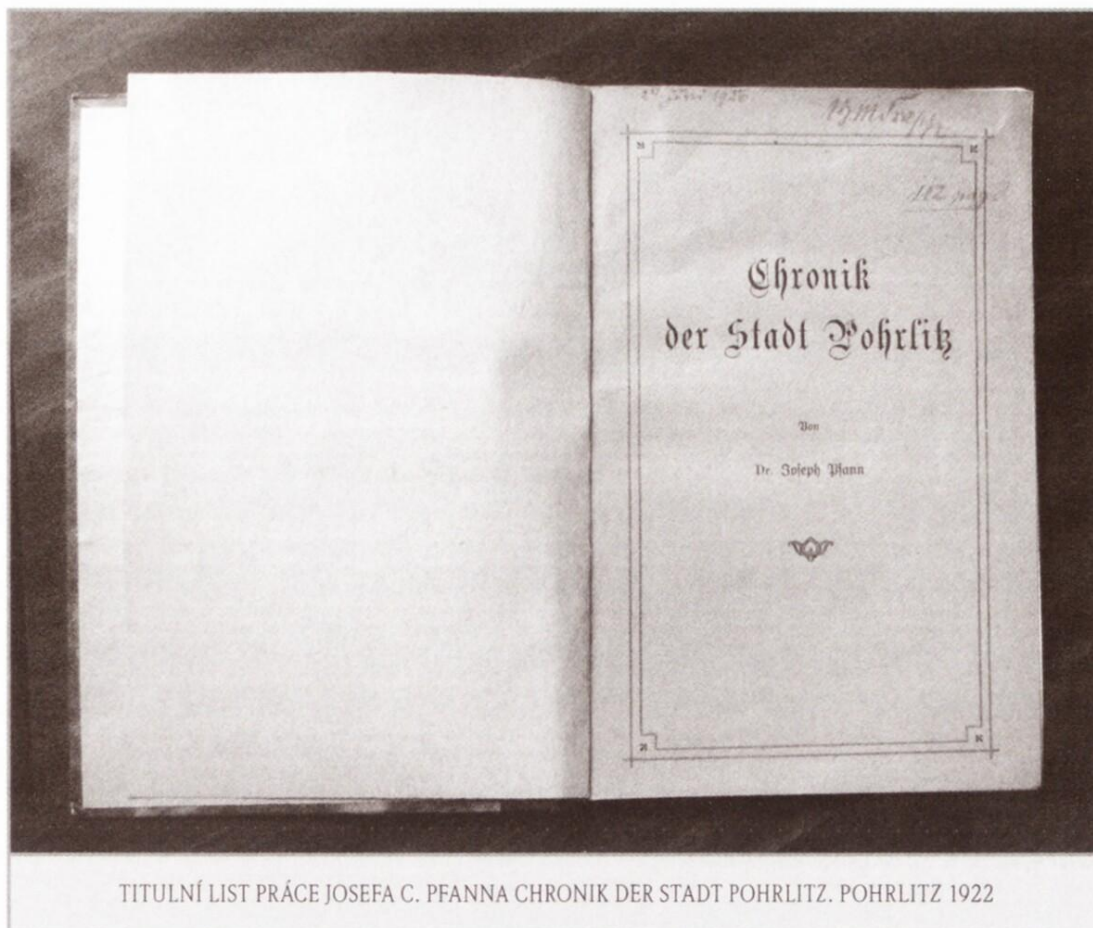 Chronik
der Stadt Pohrlitz
Von
Dr. Joseph Pfann
TITULNÍ LIST PRÁCE JOSEFA C. PFANNA CHRONIK DER STADT POHRLITZ. POHRLITZ 1922